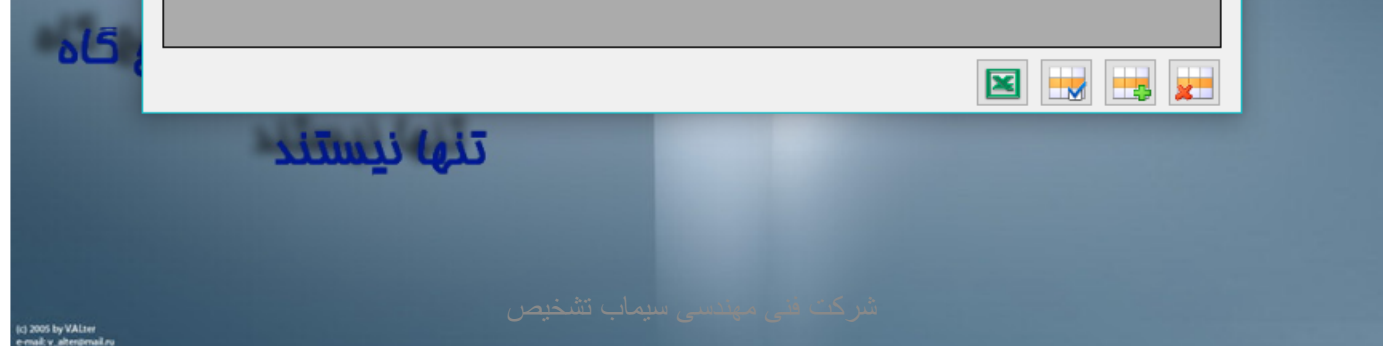 گاه
تنها نیستند
شرکت فنی مهندسی سیماب تشخیص
(c) 2005 by V.ALter
e-mail: v_alter@mail.ru